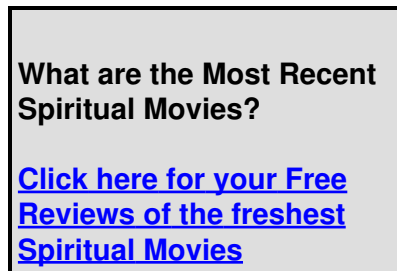 What are the Most Recent
Spiritual Movies?
Click here for your Free
Reviews of the freshest
Spiritual Movies